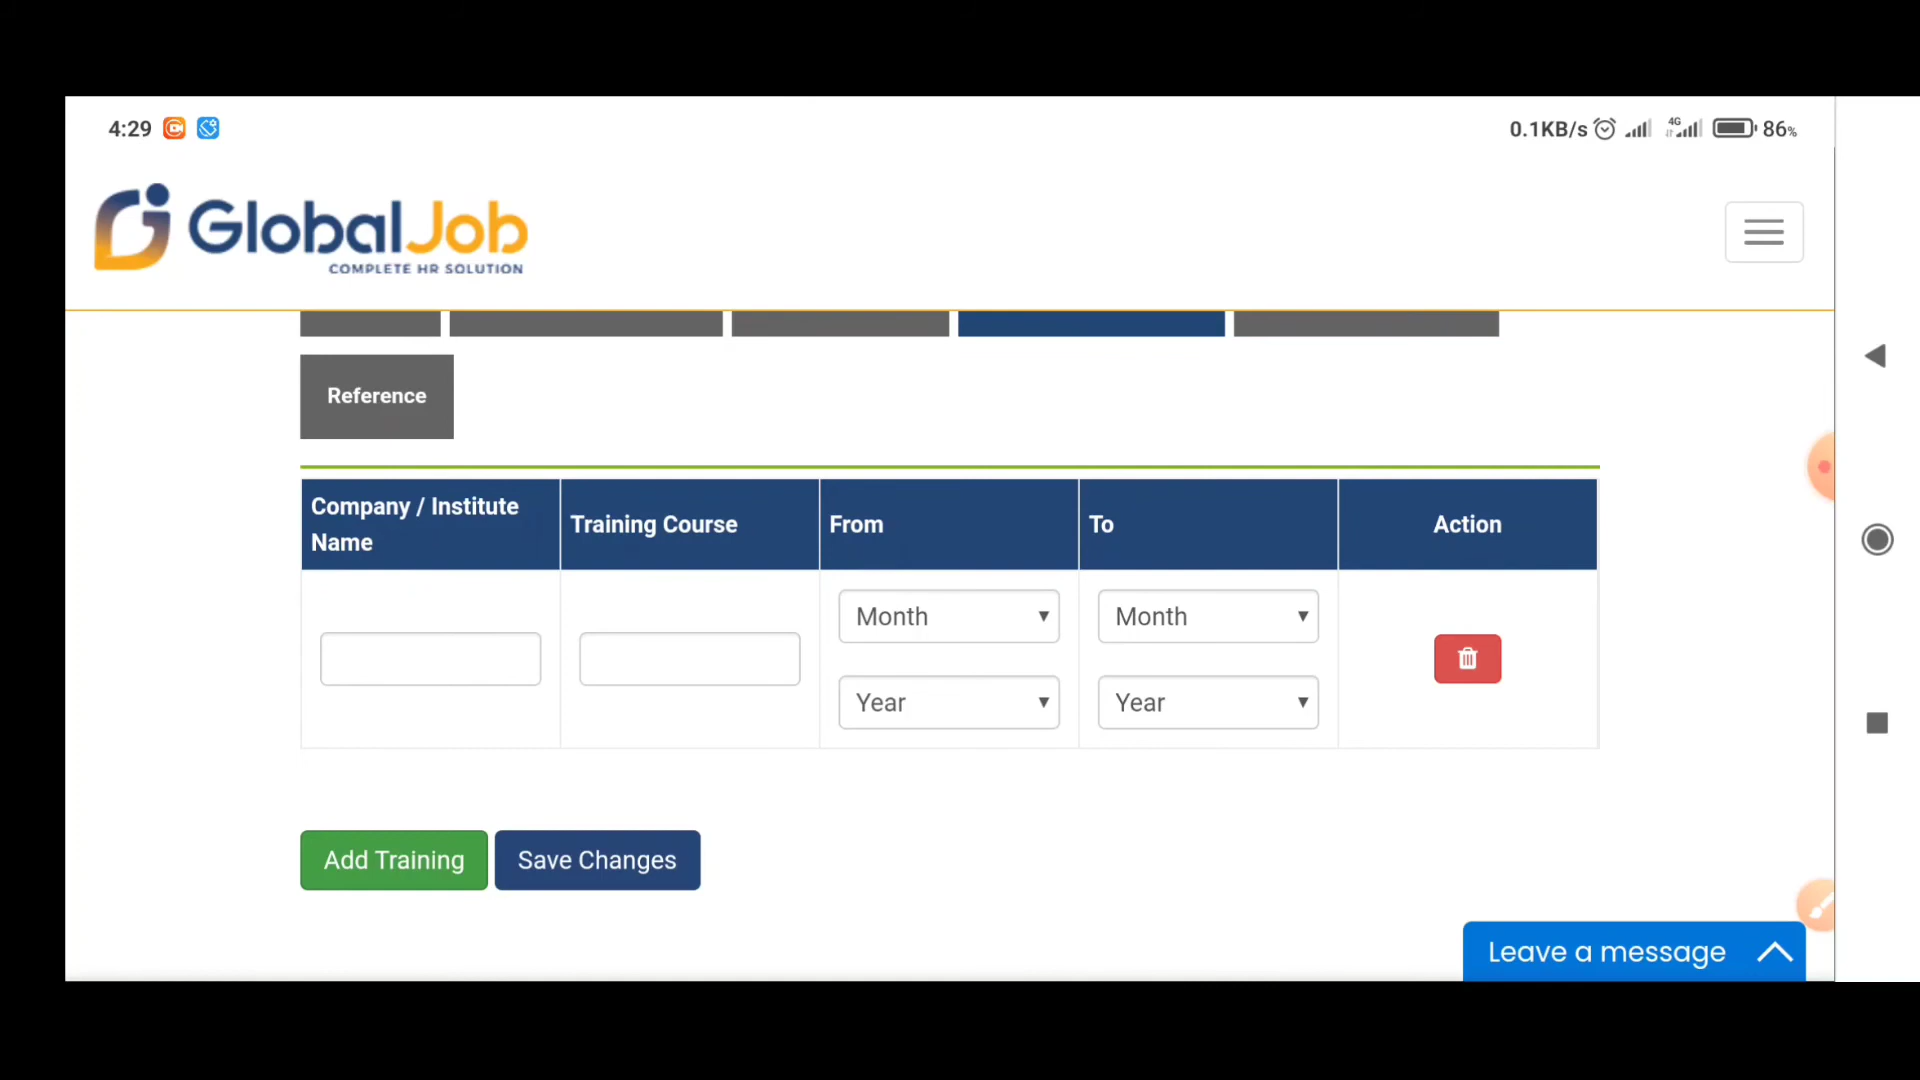 4:29
0.1KB/s 4G 86%
GlobalJob
COMPLETE HR SOLUTION
Reference
Company / Institute Name
Training Course
From
To
Action
Month
Month
Year
Year
Add Training
Save Changes
Leave a message